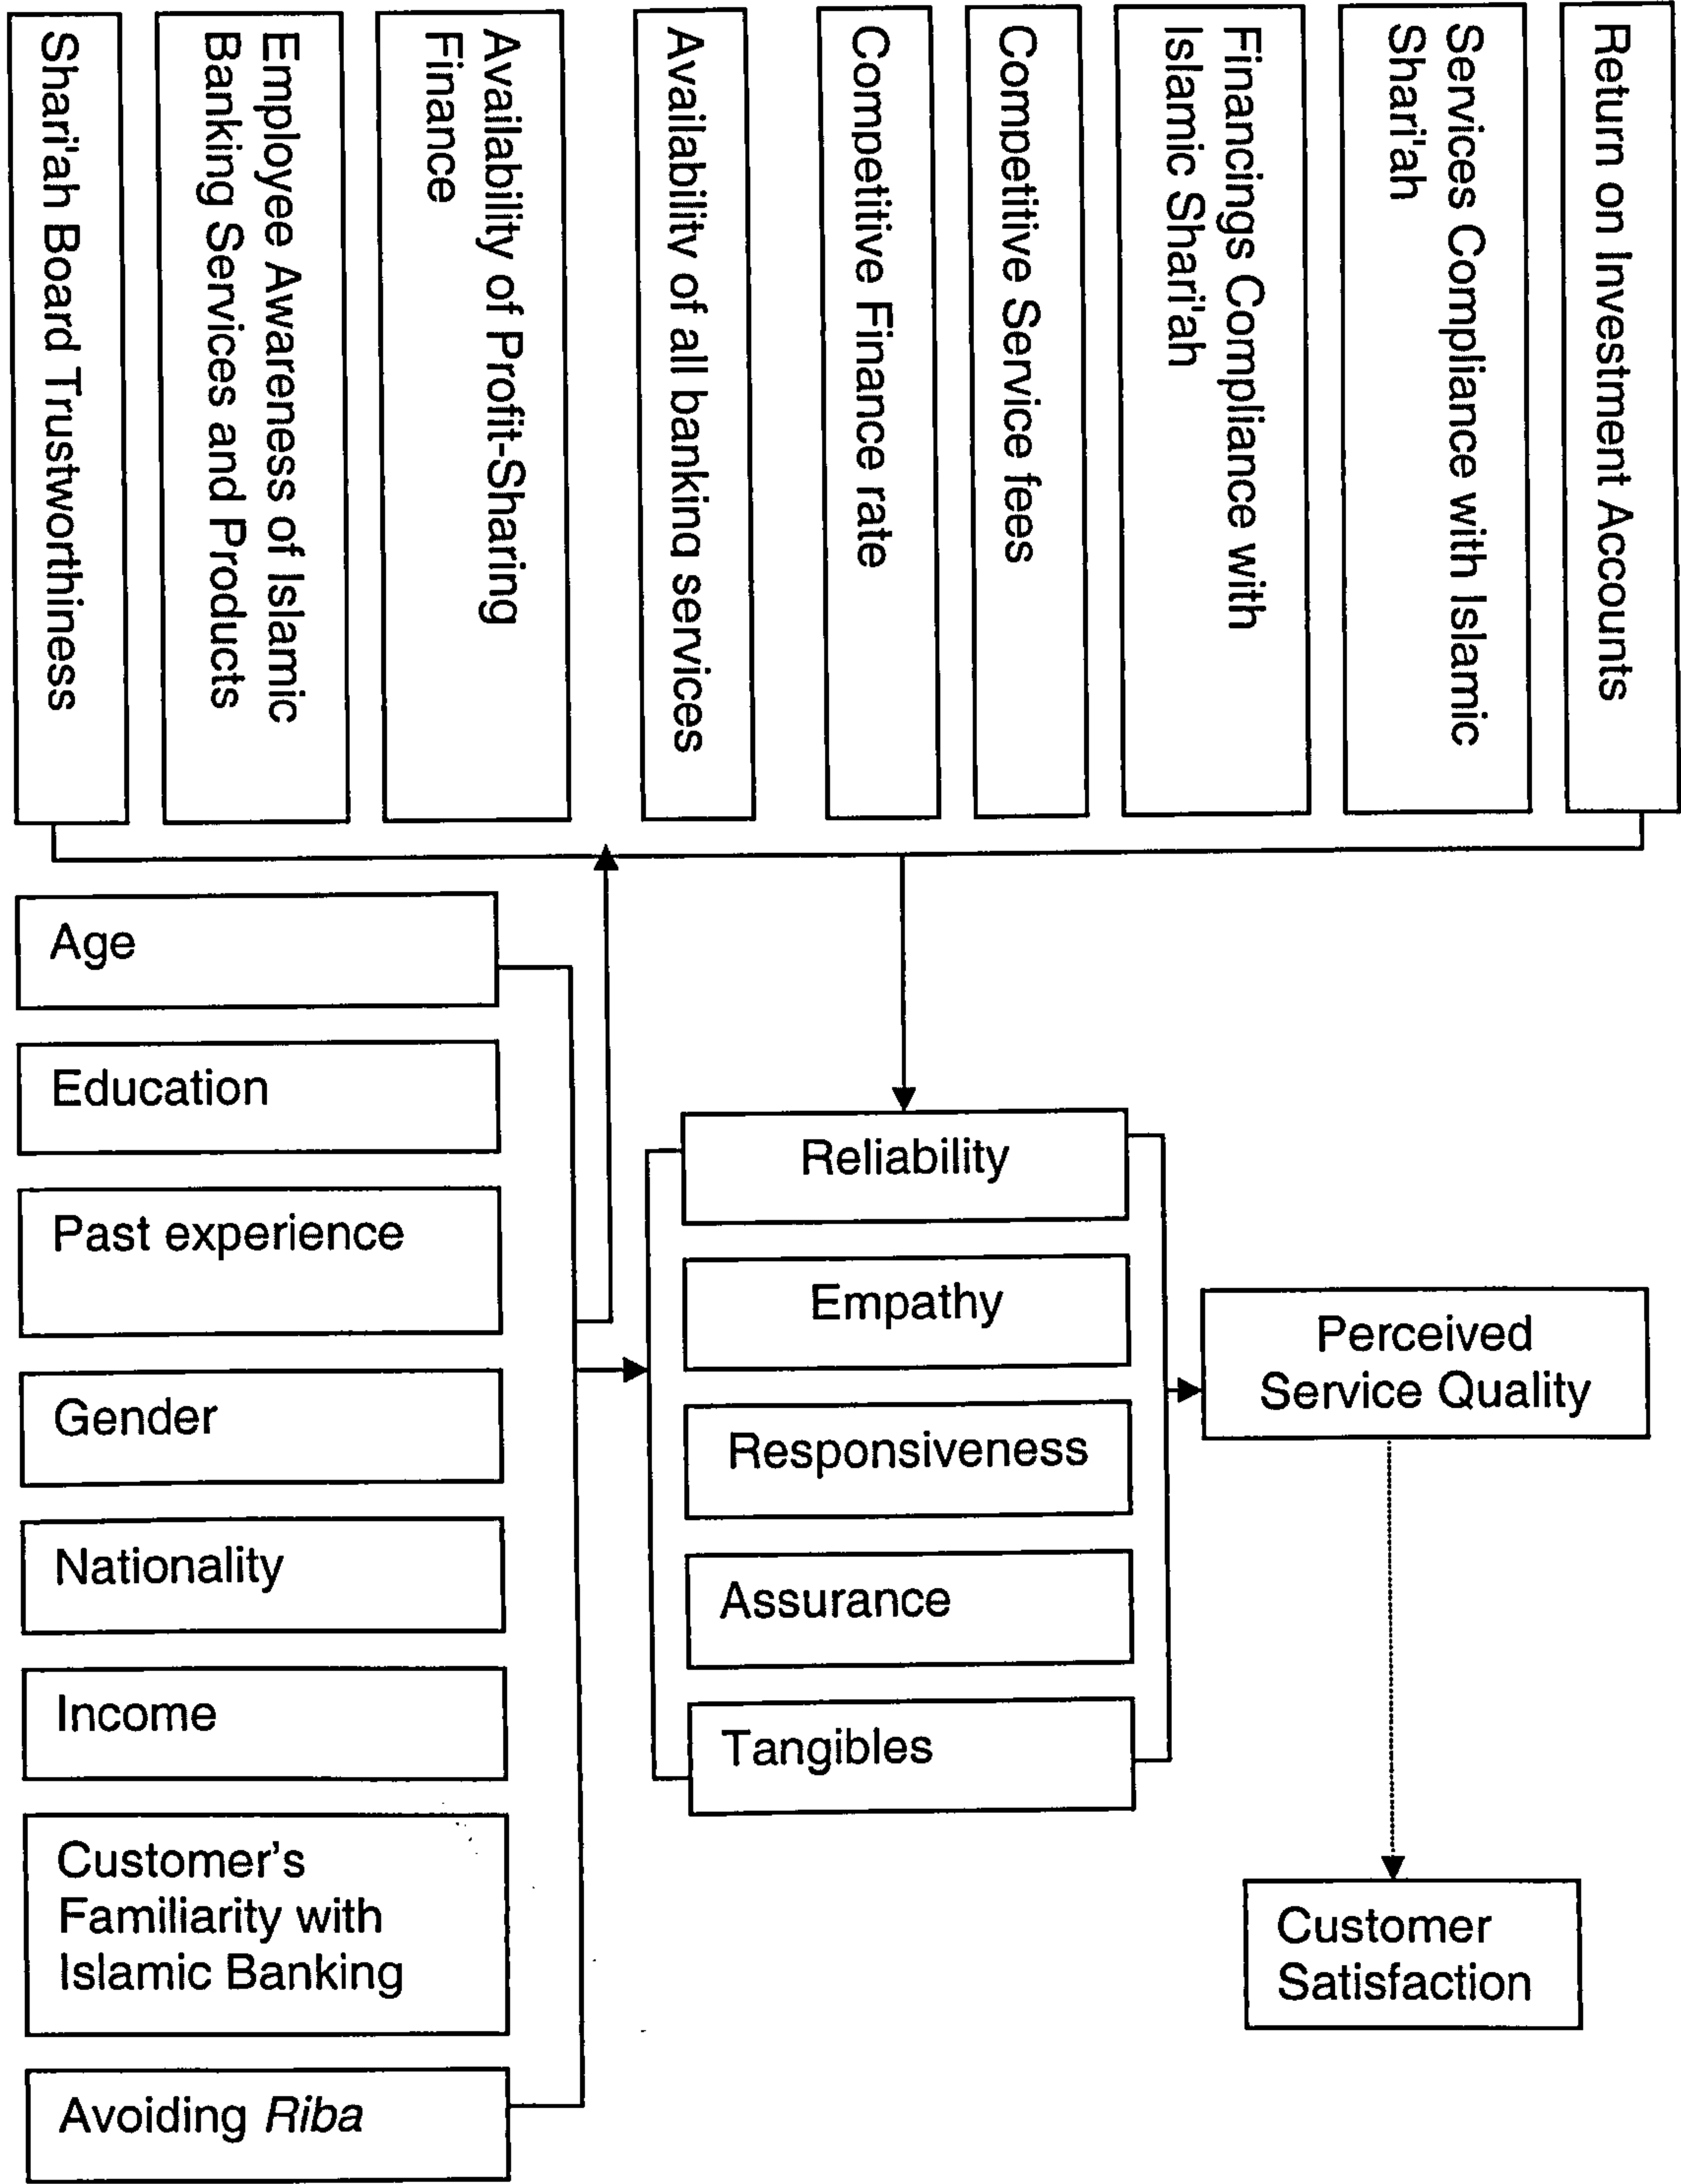 Shari'ah Board Trustworthiness
Employee Awareness of Islamic
Banking Services and Products
Availability of Profit-Sharing
Finance
Availability of all banking services
Competitive Finance rate
Competitive Service fees
Financings Compliance with
Islamic Shari'ah
Services Compliance with Islamic
Shari'ah
Return on Investment Accounts
Age
Education
Past experience
Gender
Nationality
Income
Customer's
Familiarity with
Islamic Banking
Avoiding Riba
Reliability
Empathy
Responsiveness
Assurance
Tangibles
Perceived
Service Quality
Customer
Satisfaction